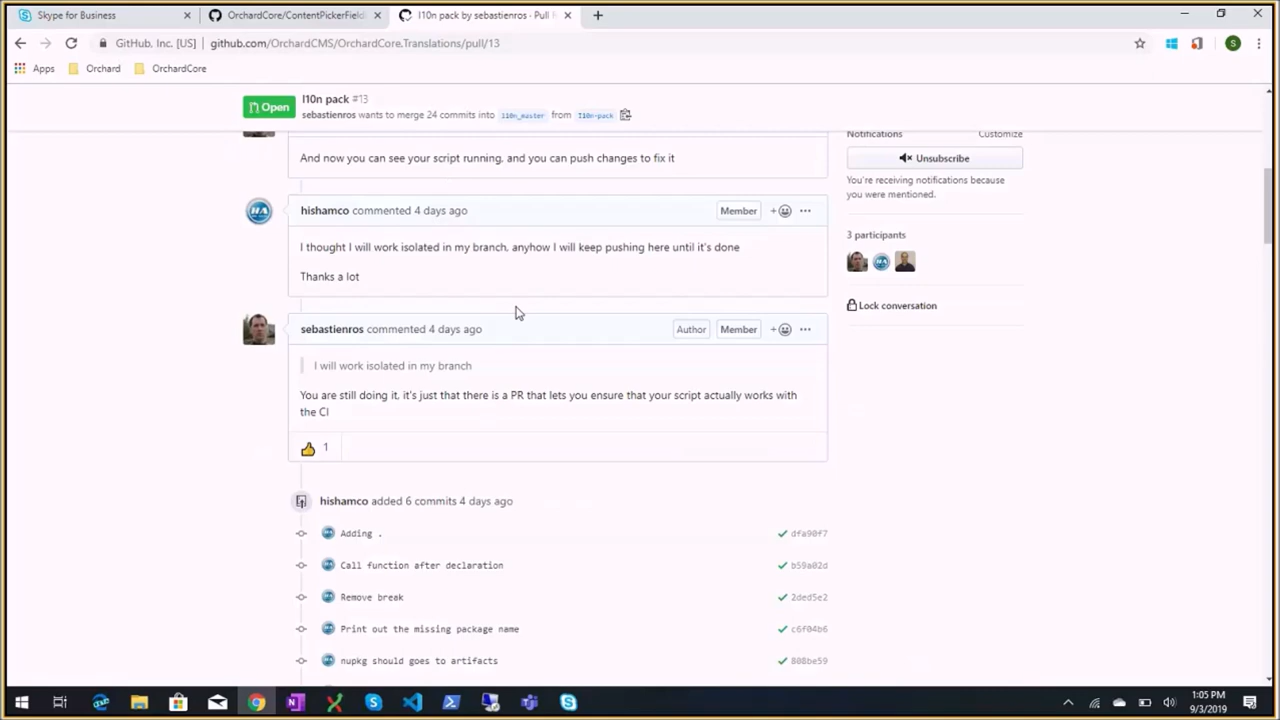 Skype for Business
OrchardCore/ContentPickerField
l10n pack by sebastienros · Pull
GitHub, Inc. [US]
github.com/OrchardCMS/OrchardCore.Translations/pull/13
Apps
Orchard
OrchardCore
Open
l10n pack #13
sebastienros wants to merge 24 commits into l10n_master from l10n-pack
Notifications
Customize
And now you can see your script running, and you can push changes to fix it
Unsubscribe
You're receiving notifications because
you were mentioned.
hishamco commented 4 days ago
Member
3 participants
I thought I will work isolated in my branch, anyhow I will keep pushing here until it's done
Thanks a lot
Lock conversation
sebastienros commented 4 days ago
Author
Member
I will work isolated in my branch
You are still doing it, it's just that there is a PR that lets you ensure that your script actually works with
the CI
1
hishamco added 6 commits 4 days ago
Adding .
dfa90f7
Call function after declaration
b59a02d
Remove break
2ded5e2
Print out the missing package name
c6f04b6
nupkg should goes to artifacts
808be59
1:05 PM
9/3/2019